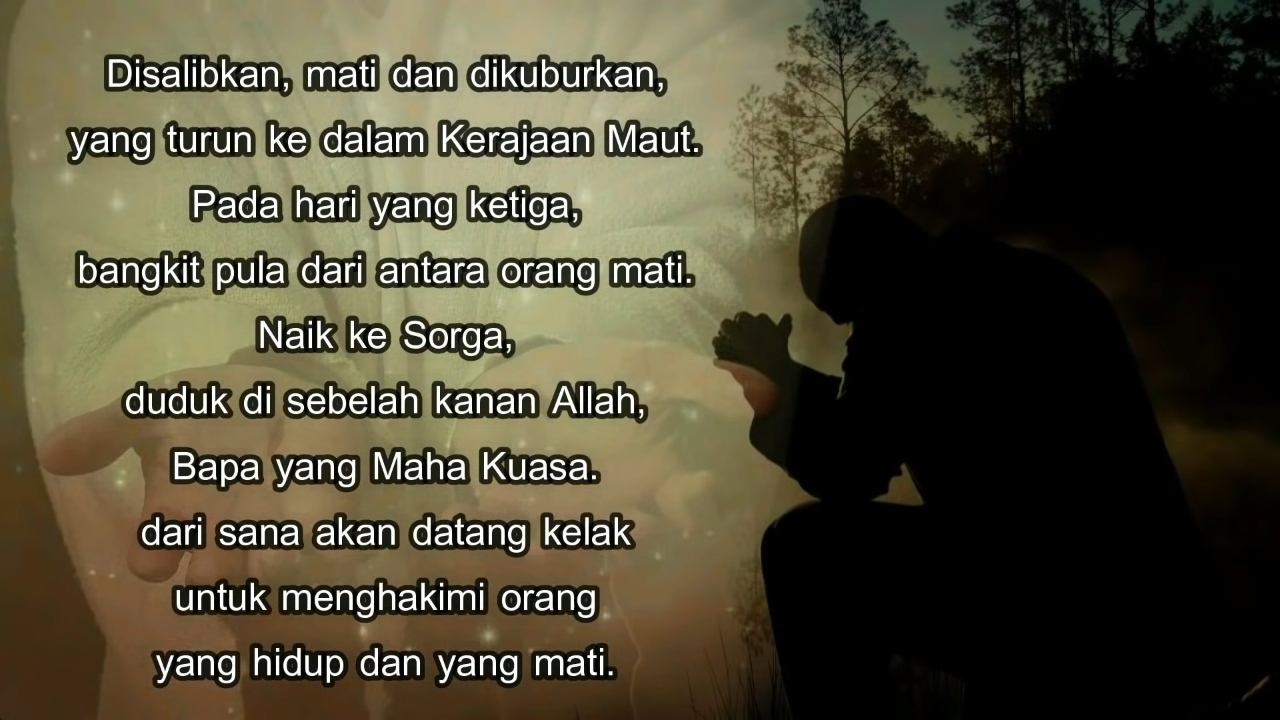 Disalibkan, mati dan dikuburkan,
yang turun ke dalam Kerajaan Maut.
Pada hari yang ketiga,
bangkit pula dari antara orang mati.
Naik ke Sorga,
duduk di sebelah kanan Allah,
Bapa yang Maha Kuasa.
dari sana akan datang kelak
untuk menghakimi orang
yang hidup dan yang mati.